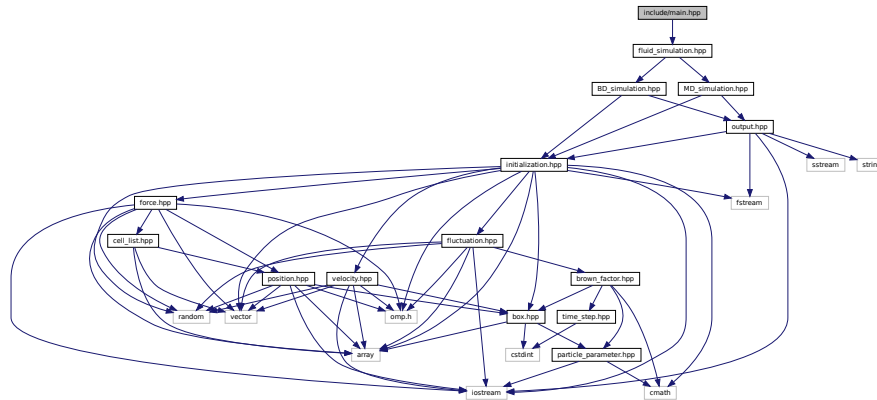 include/main.hpp
fluid_simulation.hpp
BD_simulation.hpp
MD_simulation.hpp
output.hpp
initialization.hpp
sstream
fstream
force.hpp
cell_list.hpp
fluctuation.hpp
position.hpp
velocity.hpp
brown_factor.hpp
random
vector
omp.h
box.hpp
time_step.hpp
array
cstdint
particle_parameter.hpp
iostream
cmath